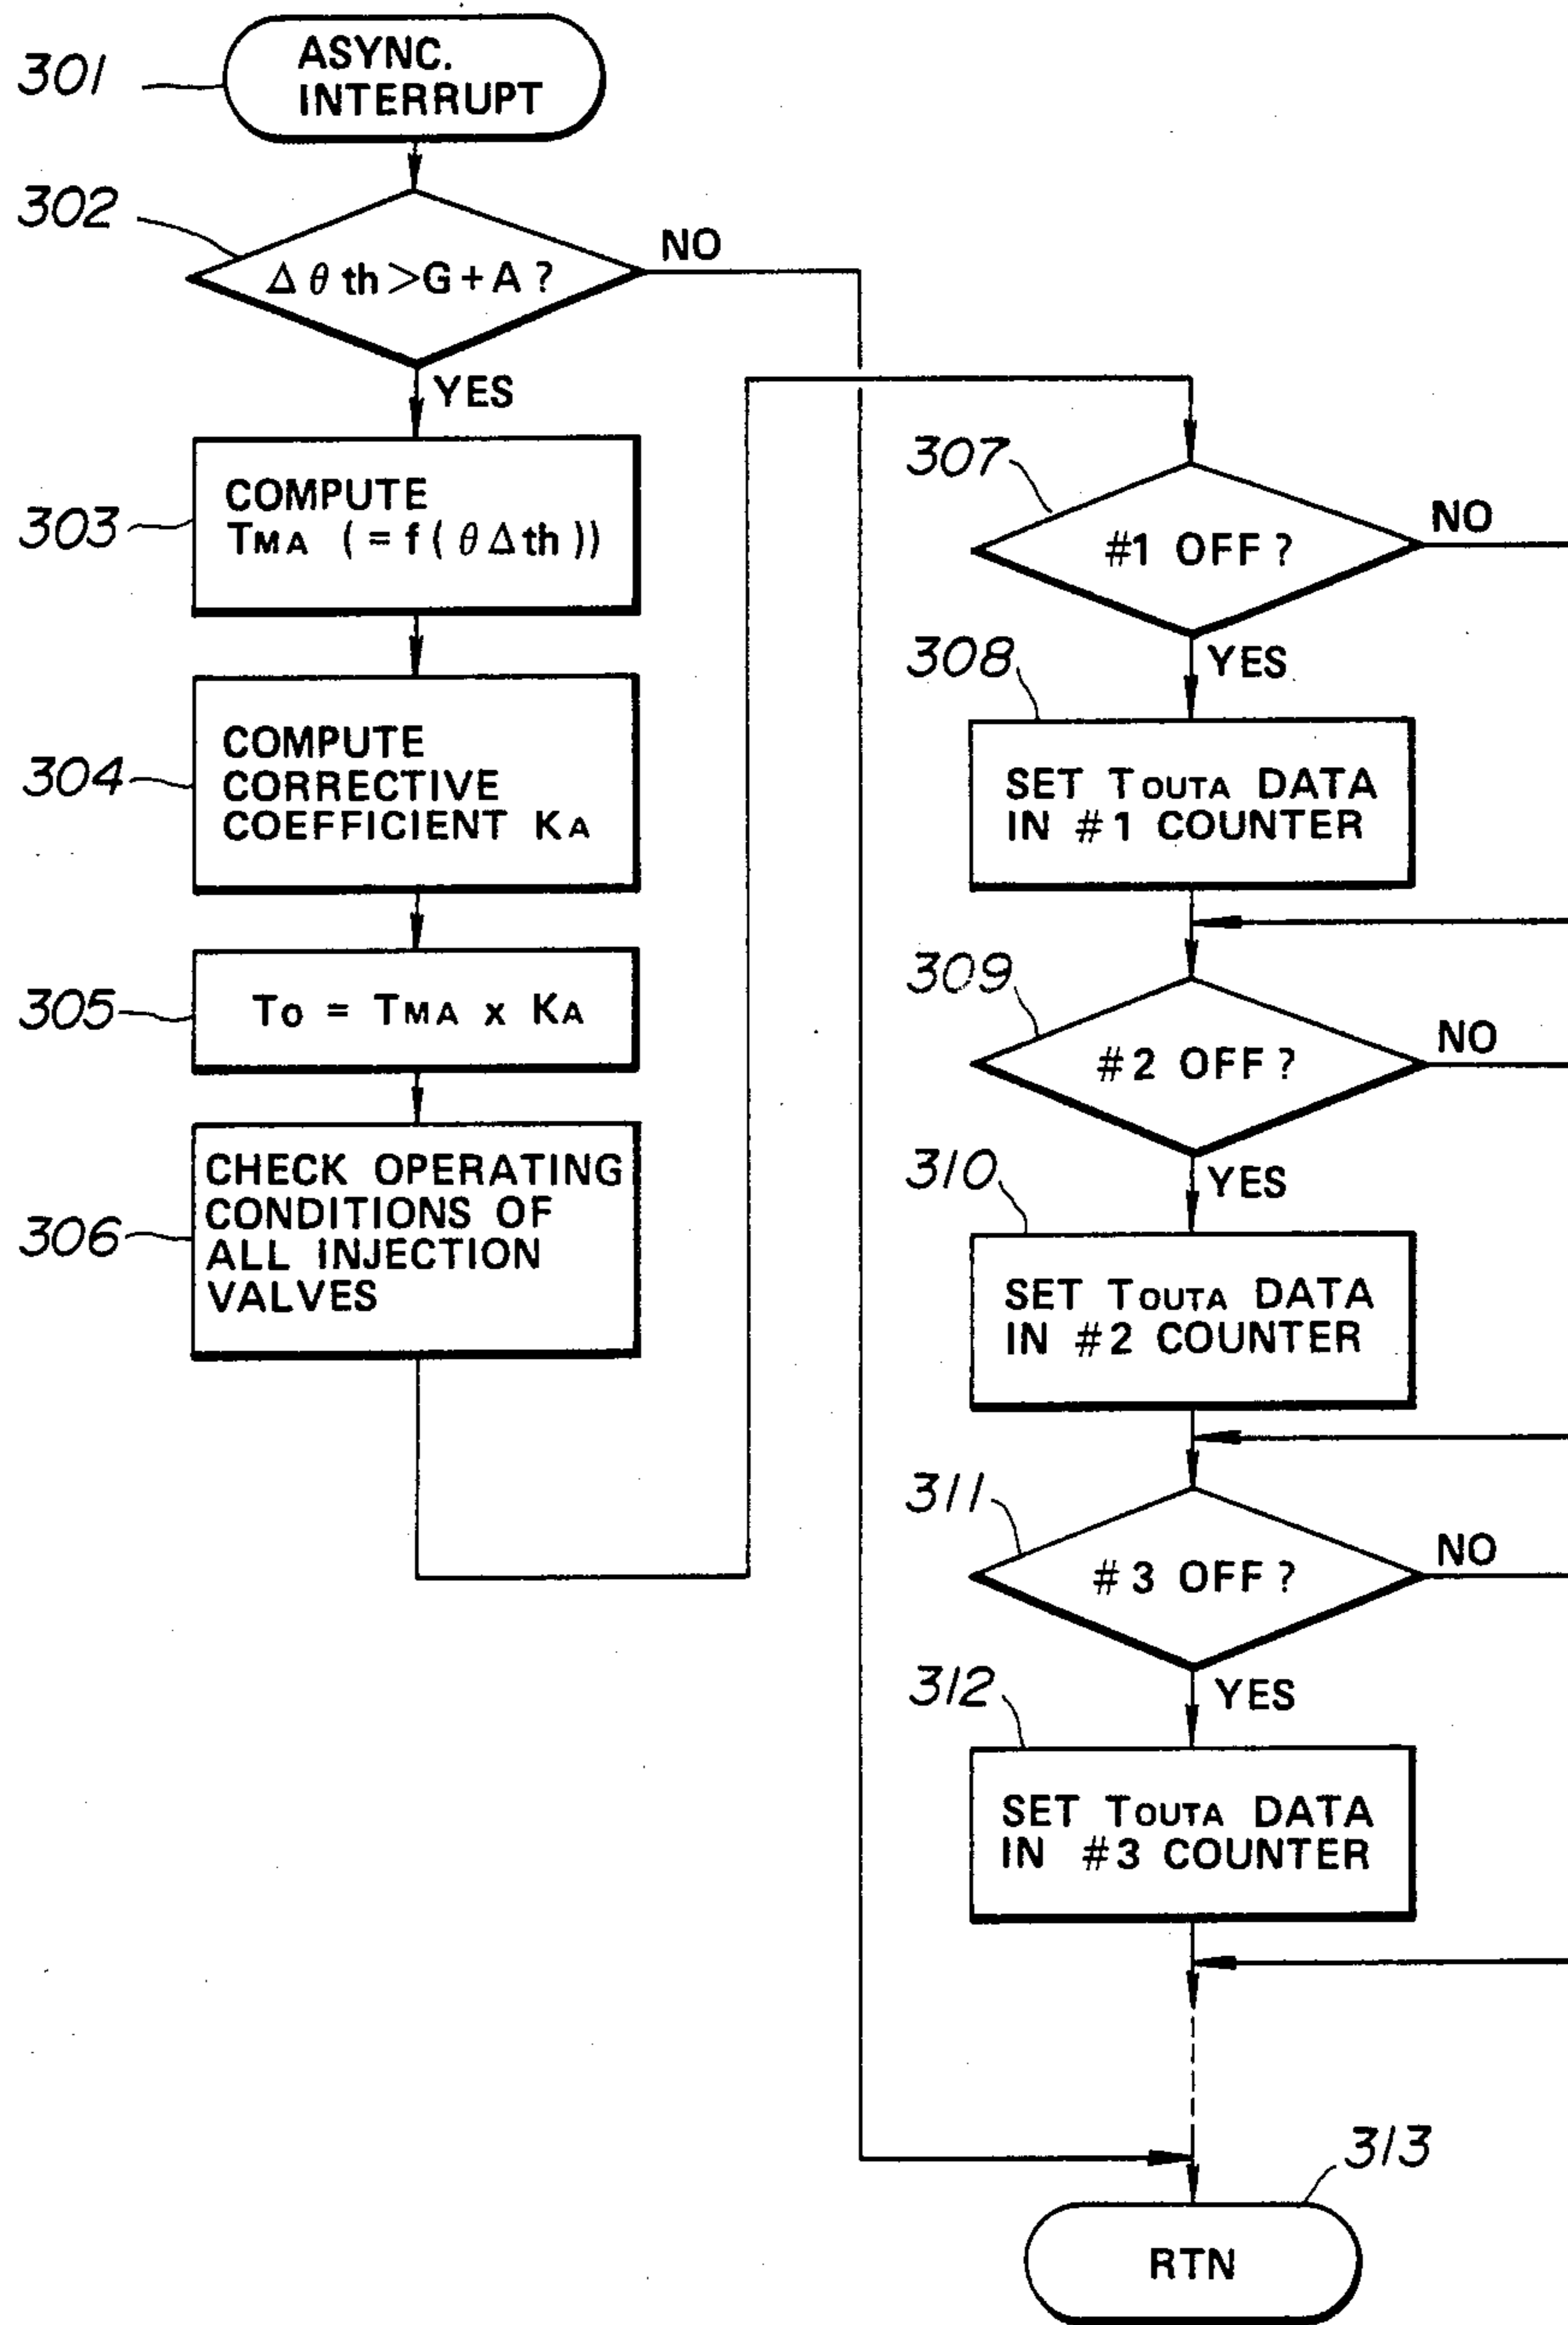 301
ASYNC.
INTERRUPT
302
Δ θ th > G + A ?
NO
YES
303
COMPUTE
TMA ( = f ( θ Δ th ))
304
COMPUTE
CORRECTIVE
COEFFICIENT KA
305
To = TMA x KA
306
CHECK OPERATING
CONDITIONS OF
ALL INJECTION
VALVES
307
#1 OFF ?
NO
YES
308
SET TOUTA DATA
IN #1 COUNTER
309
#2 OFF ?
NO
YES
310
SET TOUTA DATA
IN #2 COUNTER
311
#3 OFF ?
NO
YES
312
SET TOUTA DATA
IN #3 COUNTER
313
RTN